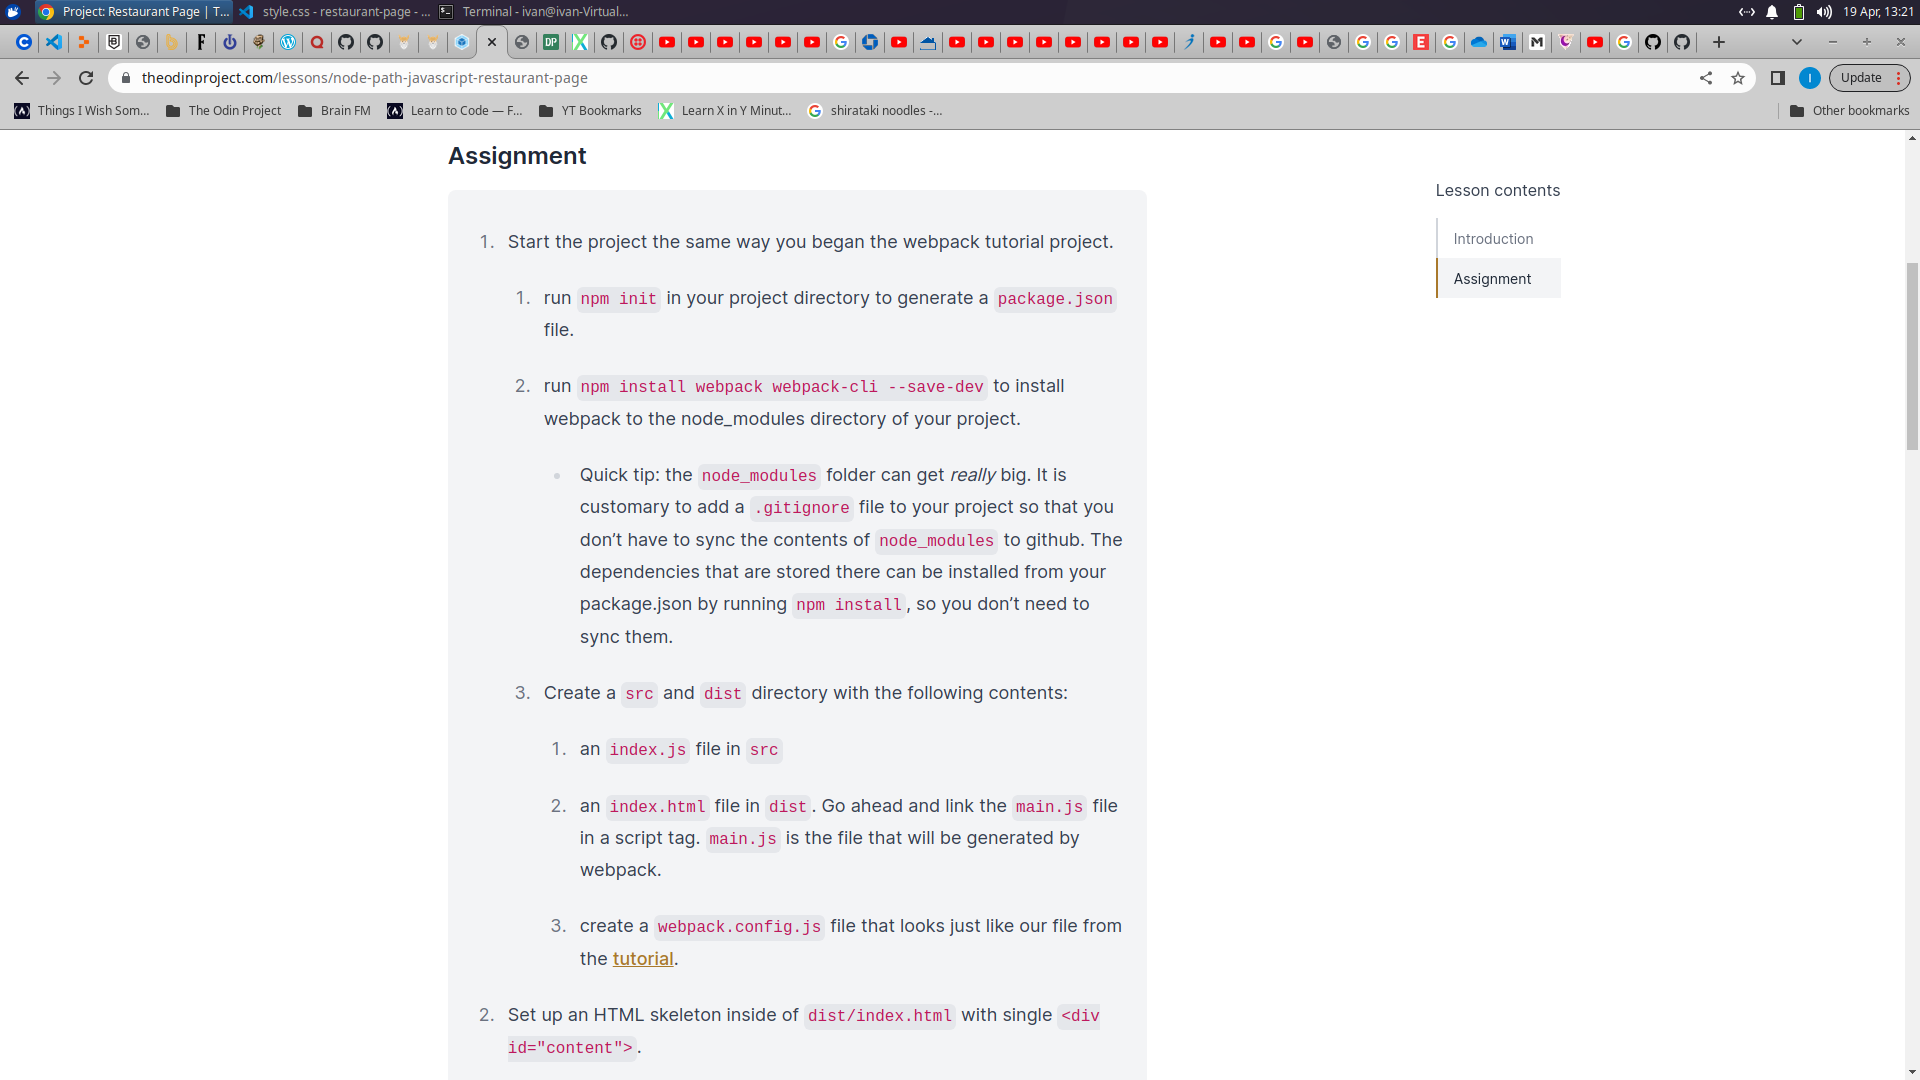 Project: Restaurant Page | T...
style.css - restaurant-page - ...
Terminal - ivan@ivan-Virtual...
19 Apr, 13:21
theodinproject.com/lessons/node-path-javascript-restaurant-page
I
Update
Things I Wish Som...
The Odin Project
Brain FM
Learn to Code — F...
YT Bookmarks
Learn X in Y Minut...
shirataki noodles -...
Other bookmarks
Assignment
Lesson contents
Introduction
Assignment
1. Start the project the same way you began the webpack tutorial project.
1. run npm init in your project directory to generate a package.json
file.
2. run npm install webpack webpack-cli --save-dev to install
webpack to the node_modules directory of your project.
Quick tip: the node_modules folder can get really big. It is
customary to add a .gitignore file to your project so that you
don’t have to sync the contents of node_modules to github. The
dependencies that are stored there can be installed from your
package.json by running npm install, so you don’t need to
sync them.
3. Create a src and dist directory with the following contents:
1. an index.js file in src
2. an index.html file in dist. Go ahead and link the main.js file
in a script tag. main.js is the file that will be generated by
webpack.
3. create a webpack.config.js file that looks just like our file from
the tutorial.
2. Set up an HTML skeleton inside of dist/index.html with single <div
id="content">.